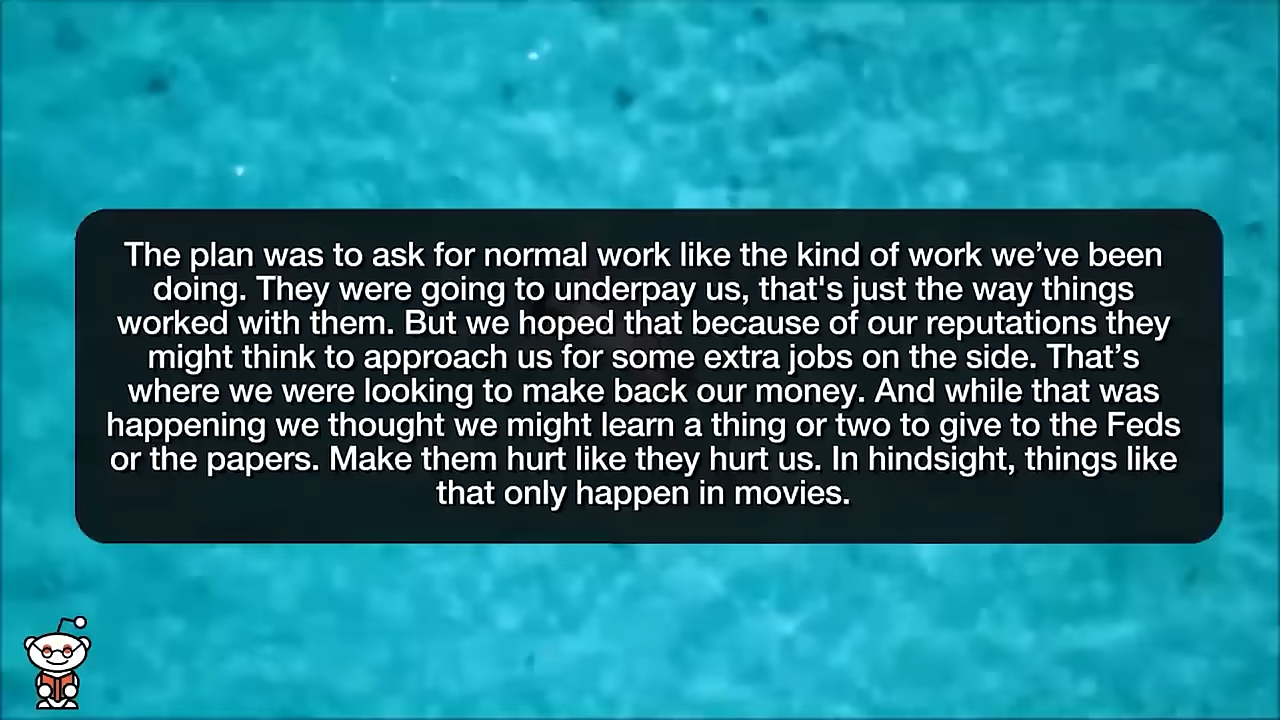 The plan was to ask for normal work like the kind of work we’ve been
doing. They were going to underpay us, that's just the way things
worked with them. But we hoped that because of our reputations they
might think to approach us for some extra jobs on the side. That’s
where we were looking to make back our money. And while that was
happening we thought we might learn a thing or two to give to the Feds
or the papers. Make them hurt like they hurt us. In hindsight, things like
that only happen in movies.